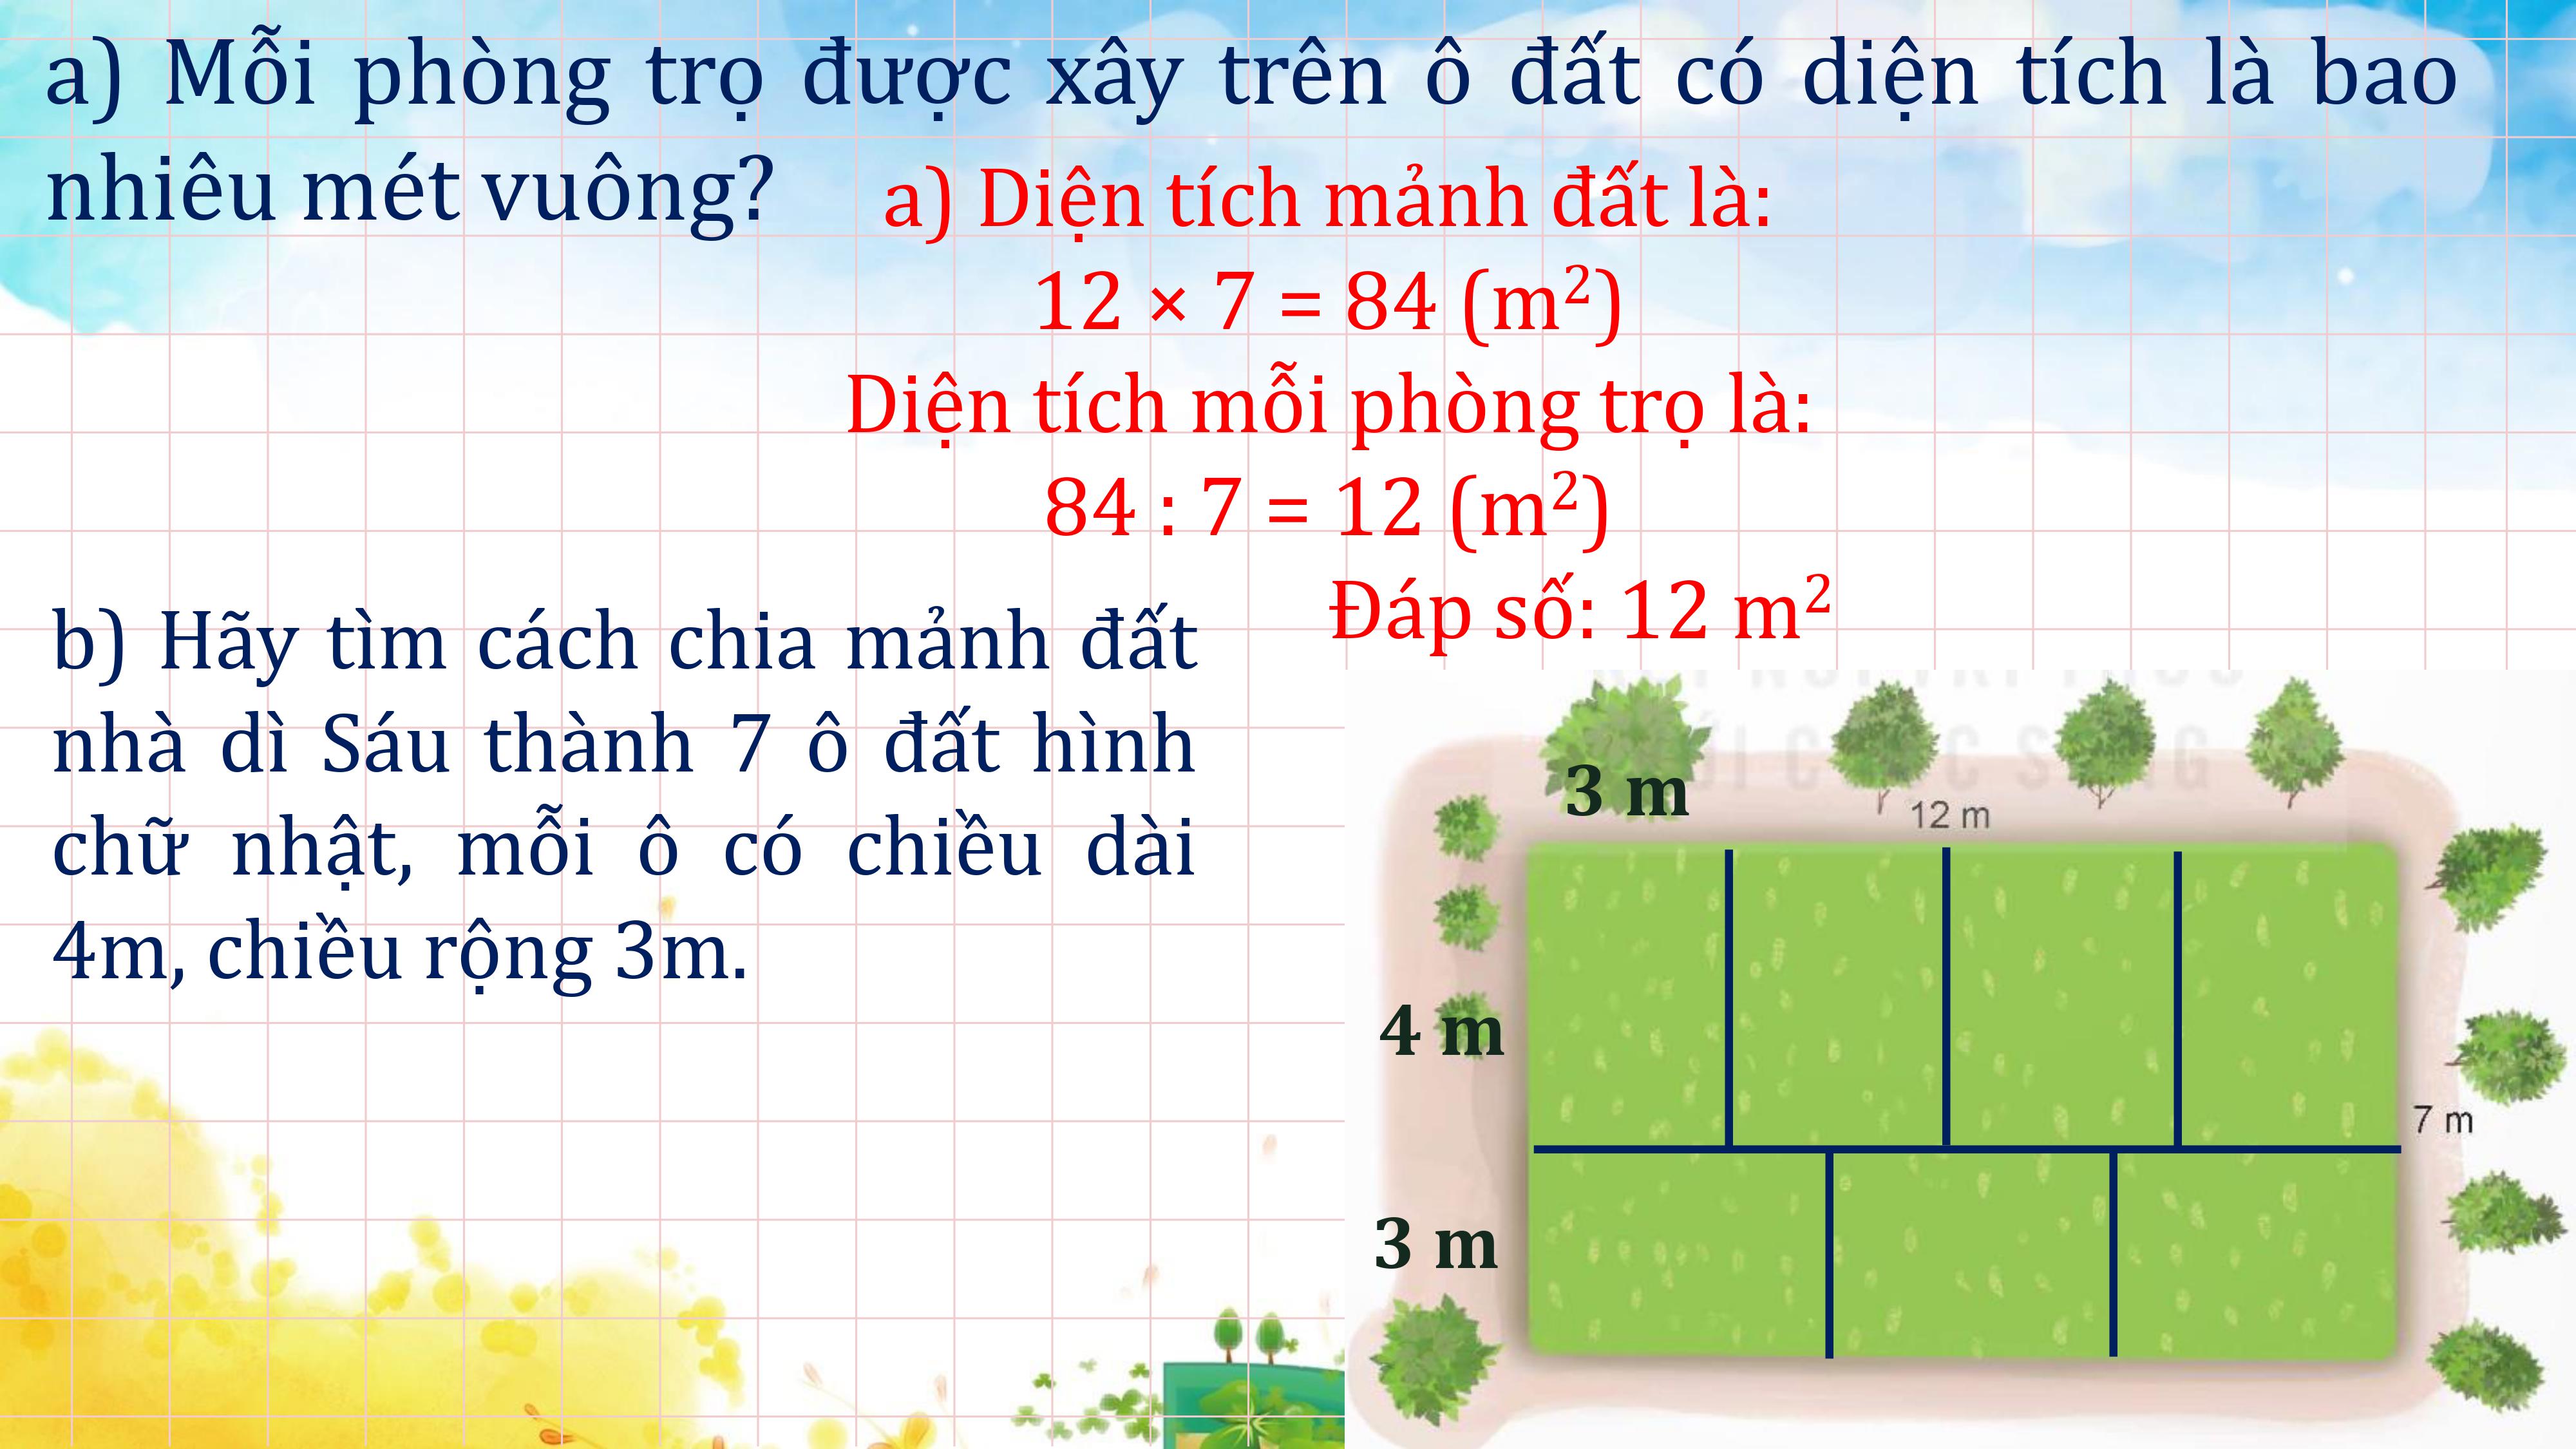 a) Mỗi phòng trọ được xây trên ô đất có diện tích là bao
nhiêu mét vuông?
a) Diện tích mảnh đất là:
12 × 7 = 84 (m²)
Diện tích mỗi phòng trọ là:
84 : 7 = 12 (m²)
Đáp số: 12 m²
b) Hãy tìm cách chia mảnh đất
nhà dì Sáu thành 7 ô đất hình
chữ nhật, mỗi ô có chiều dài
4m, chiều rộng 3m.
3 m
12 m
4 m
7 m
3 m